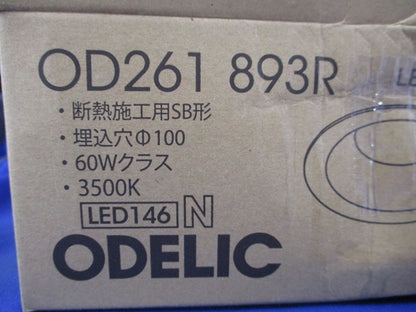 OD261 893R
・断熱施工用SB形
・埋込穴Φ100
・60Wクラス
・3500K
LED146 N
ODELIC
LE